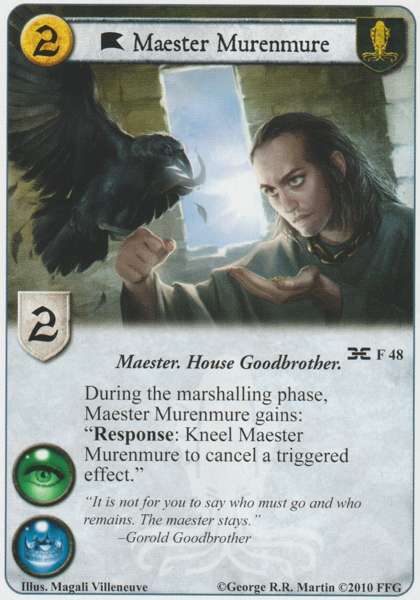 2 Maester Murenmure
2
Maester. House Goodbrother.
F 48
During the marshalling phase,
Maester Murenmure gains:
“Response: Kneel Maester
Murenmure to cancel a triggered
effect.”
“It is not for you to say who must go and who
remains. The maester stays.”
–Gorold Goodbrother
Illus. Magali Villeneuve ©George R.R. Martin ©2010 FFG